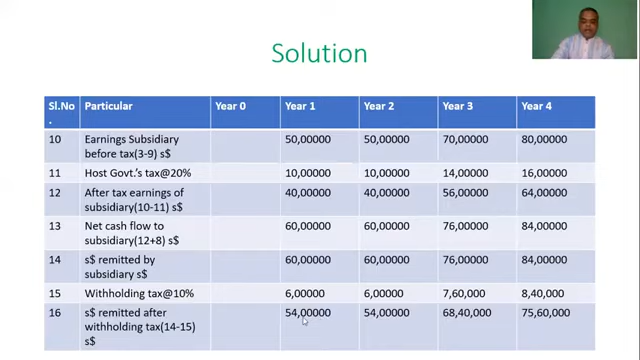 Solution
Sl.No Particular Year 0 Year 1 Year 2 Year 3 Year 4
.
10 Earnings Subsidiary 50,00000 50,00000 70,00000 80,00000
before tax(3-9) s$
11 Host Govt.'s tax@20% 10,00000 10,00000 14,00000 16,00000
12 After tax earnings of 40,00000 40,00000 56,00000 64,00000
subsidiary(10-11) s$
13 Net cash flow to 60,00000 60,00000 76,00000 84,00000
subsidiary(12+8) s$
14 s$ remitted by 60,00000 60,00000 76,00000 84,00000
subsidiary s$
15 Withholding tax@10% 6,00000 6,00000 7,60,000 8,40,000
16 s$ remitted after 54,00000 54,00000 68,40,000 75,60,000
withholding tax(14-15)
s$